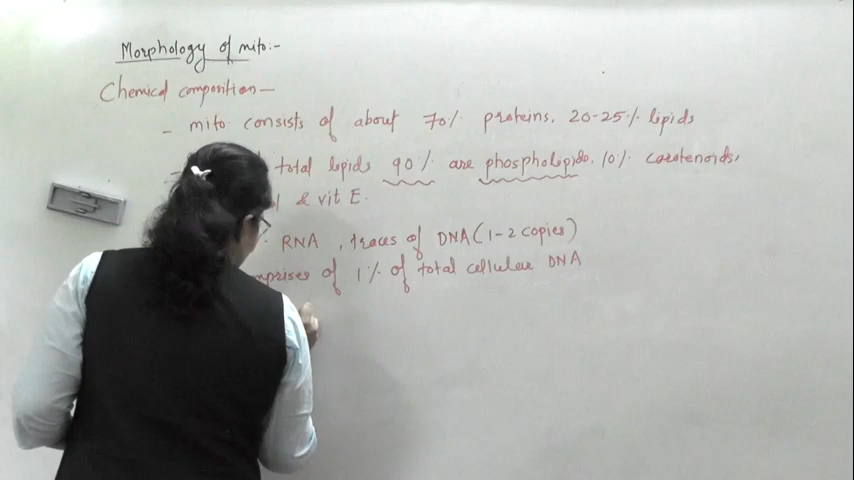 Morphology of mito:-
Chemical composition -
- mito consists of about 70% proteins. 20-25% lipids
total lipids 90% are phospholipids. 10% carotenoids,
& vit E.
% RNA, traces of DNA (1-2 copies)
mprises of 1% of total cellular DNA